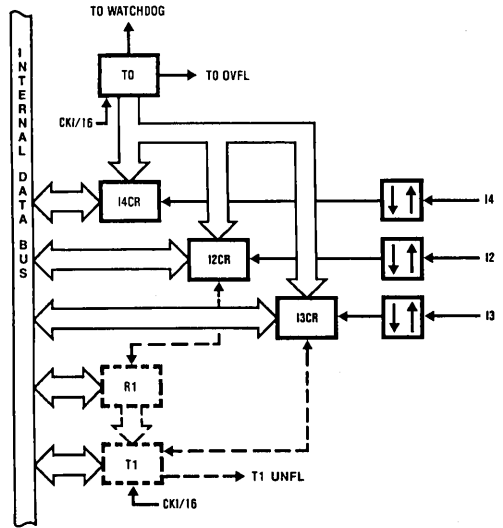 TO WATCHDOG
T0
T0 OVFL
CKI/16
INTERNAL DATA BUS
I4CR
I4
I2CR
I2
I3CR
I3
R1
T1
T1 UNFL
CKI/16